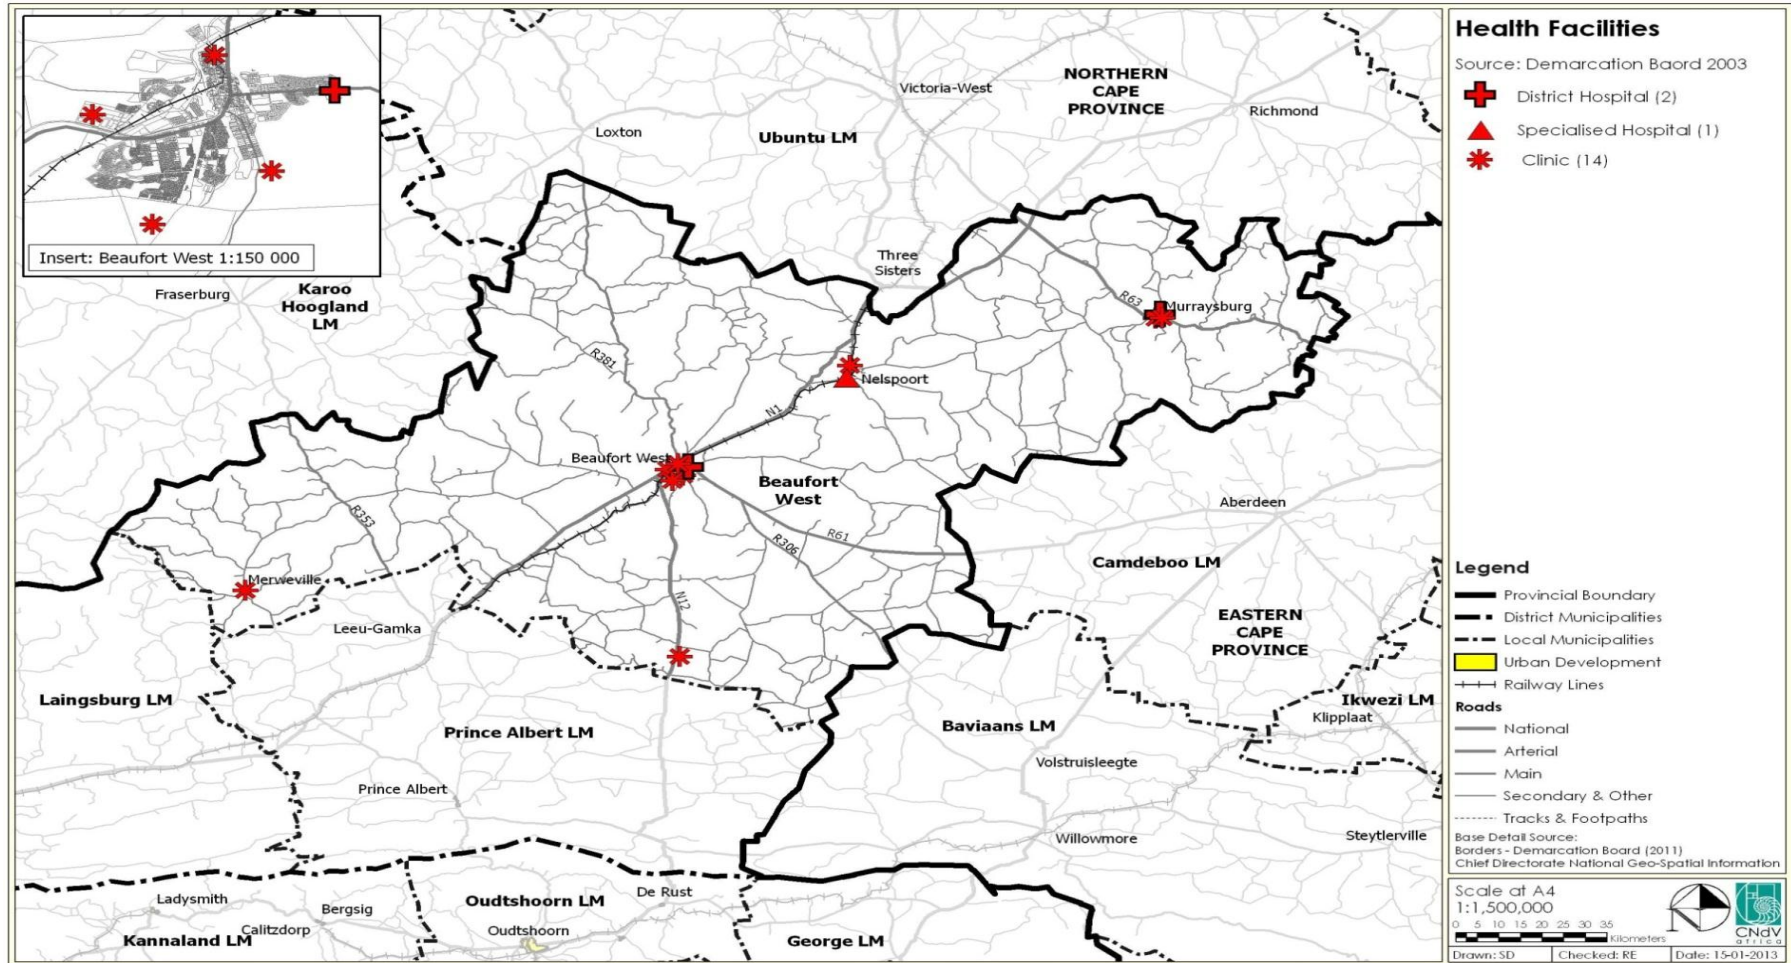 Insert: Beaufort West 1:150 000
NORTHERN
CAPE
PROVINCE
Victoria-West
Richmond
Loxton
Ubuntu LM
Three
Sisters
Fraserburg
Karoo
Hoogland
LM
R63
Murraysburg
R381
Nelspoort
N1
Beaufort West
Beaufort
West
R353
R306
R61
Aberdeen
Camdeboo LM
Merweville
N12
Leeu-Gamka
EASTERN
CAPE
PROVINCE
Laingsburg LM
Prince Albert LM
Baviaans LM
Ikwezi LM
Klipplaat
Volstruisleegte
Prince Albert
Willowmore
Steytlerville
Ladysmith
Bergsig
Calitzdorp
Kannaland LM
De Rust
Oudtshoorn LM
Oudtshoorn
George LM
Health Facilities
Source: Demarcation Baord 2003
District Hospital (2)
Specialised Hospital (1)
Clinic (14)
Legend
Provincial Boundary
District Municipalities
Local Municipalities
Urban Development
Railway Lines
Roads
National
Arterial
Main
Secondary & Other
Tracks & Footpaths
Base Detail Source:
Borders - Demarcation Board (2011)
Chief Directorate National Geo-Spatial Information
Scale at A4
1:1,500,000
0 5 10 15 20 25 30 35
Kilometers
N
CNdV
africa
Drawn: SD
Checked: RE
Date: 15-01-2013